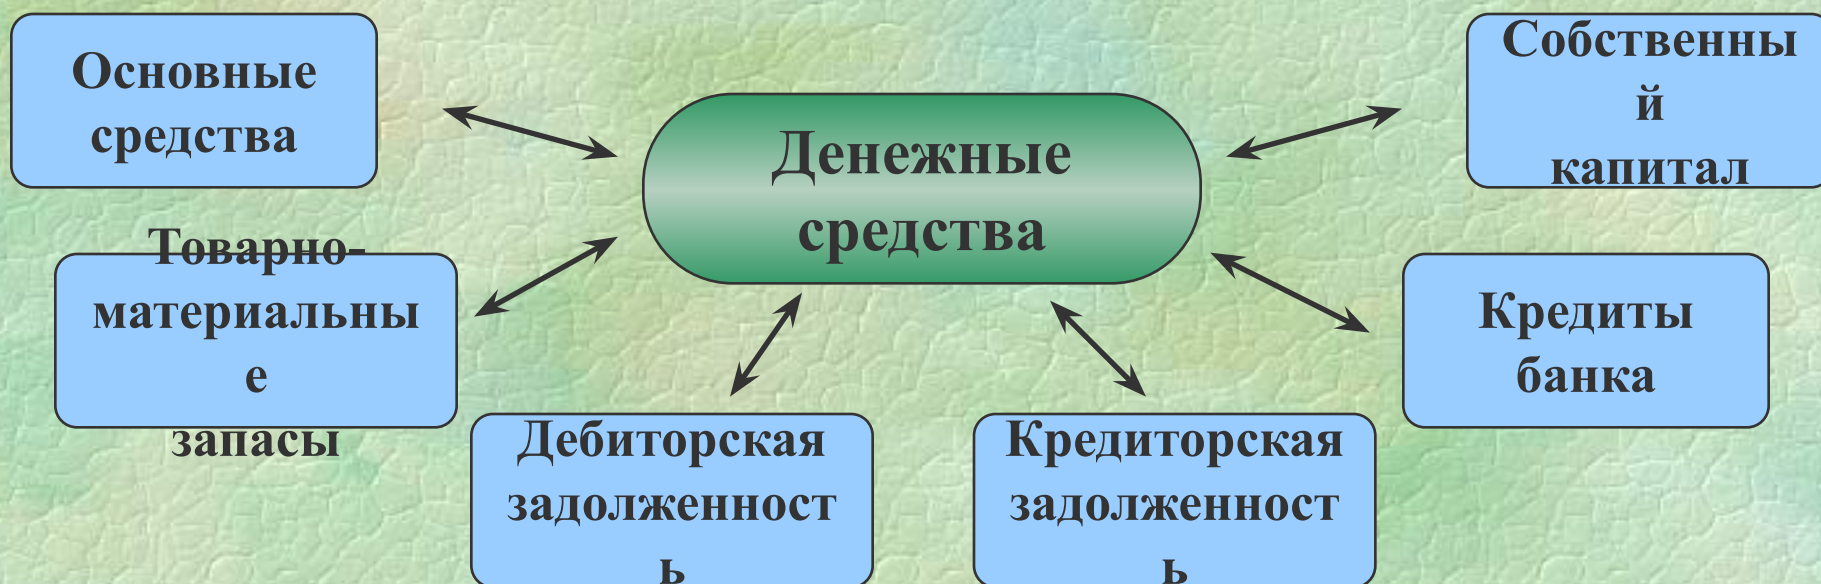 Основные
средства
Товарно-
материальны
е
запасы
Денежные
средства
Дебиторская
задолженност
ь
Кредиторская
задолженност
ь
Собственны
й
капитал
Кредиты
банка